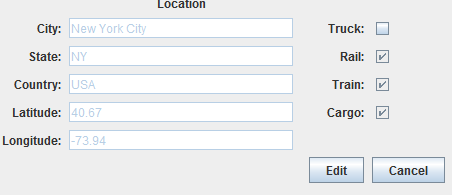 Location
City: New York City Truck:
State: NY Rail:
Country: USA Train:
Latitude: 40.67 Cargo:
Longitude: -73.94
Edit Cancel